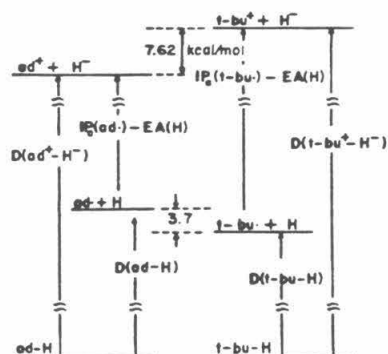 t-bu⁺ + H⁻
7.62 kcal/mol
ad⁺ + H⁻
IPₐ(t-bu·) - EA(H)
IPₐ(ad·) - EA(H)
D(ad⁺-H⁻)
D(t-bu⁺-H⁻)
ad· + H
3.7
t-bu· + H
D(ad-H)
D(t-bu-H)
ad-H
t-bu-H